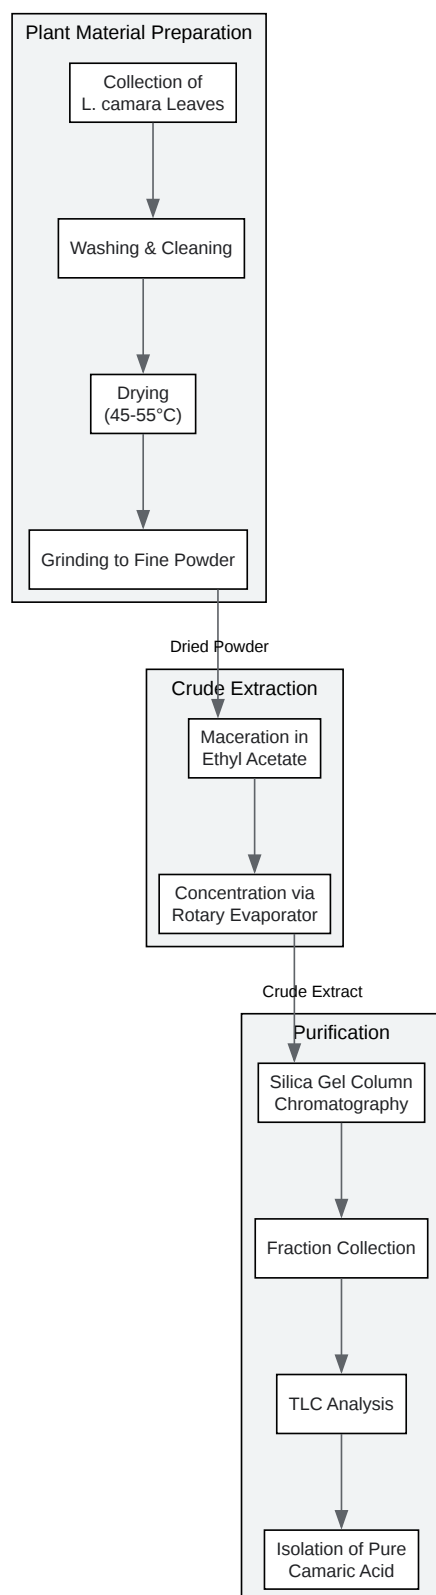 Plant Material Preparation
Collection of
L. camara Leaves
Washing & Cleaning
Drying
(45-55°C)
Grinding to Fine Powder
Dried Powder
Crude Extraction
Maceration in
Ethyl Acetate
Concentration via
Rotary Evaporator
Crude Extract
Purification
Silica Gel Column
Chromatography
Fraction Collection
TLC Analysis
Isolation of Pure
Camaric Acid